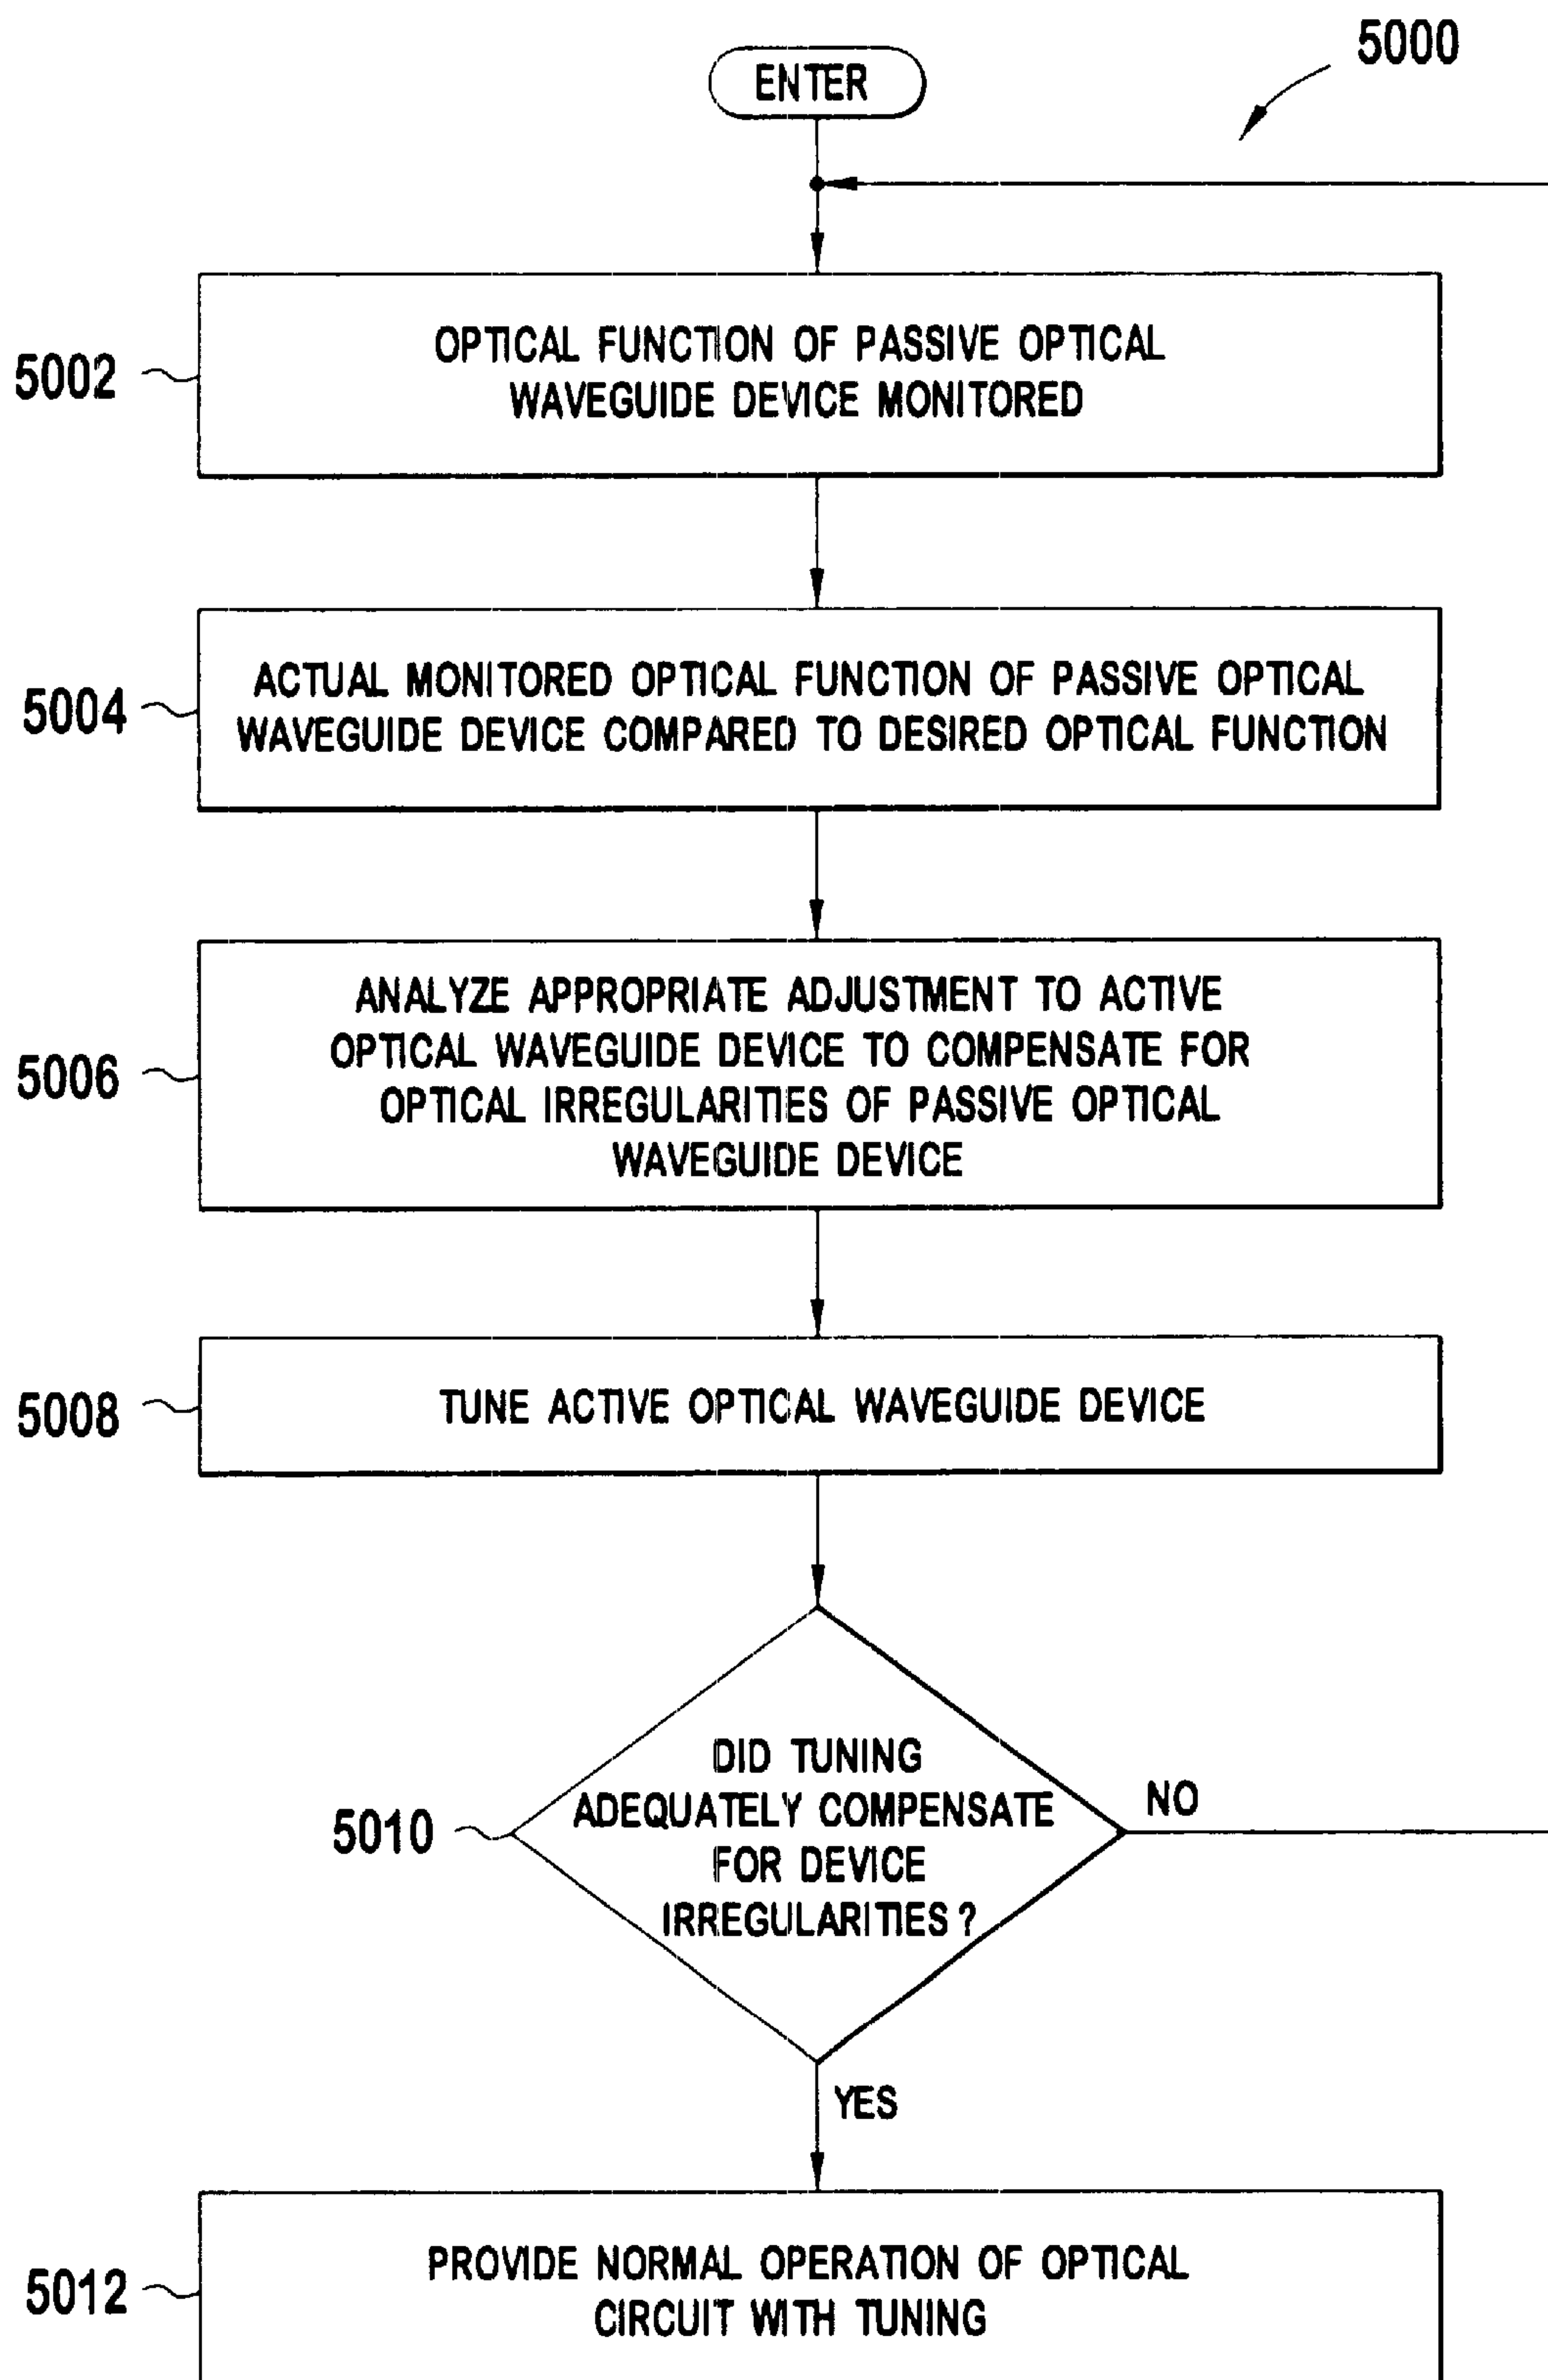 5000
ENTER
5002
OPTICAL FUNCTION OF PASSIVE OPTICAL
WAVEGUIDE DEVICE MONITORED
5004
ACTUAL MONITORED OPTICAL FUNCTION OF PASSIVE OPTICAL
WAVEGUIDE DEVICE COMPARED TO DESIRED OPTICAL FUNCTION
5006
ANALYZE APPROPRIATE ADJUSTMENT TO ACTIVE
OPTICAL WAVEGUIDE DEVICE TO COMPENSATE FOR
OPTICAL IRREGULARITIES OF PASSIVE OPTICAL
WAVEGUIDE DEVICE
5008
TUNE ACTIVE OPTICAL WAVEGUIDE DEVICE
5010
DID TUNING
ADEQUATELY COMPENSATE
FOR DEVICE
IRREGULARITIES?
NO
YES
5012
PROVIDE NORMAL OPERATION OF OPTICAL
CIRCUIT WITH TUNING